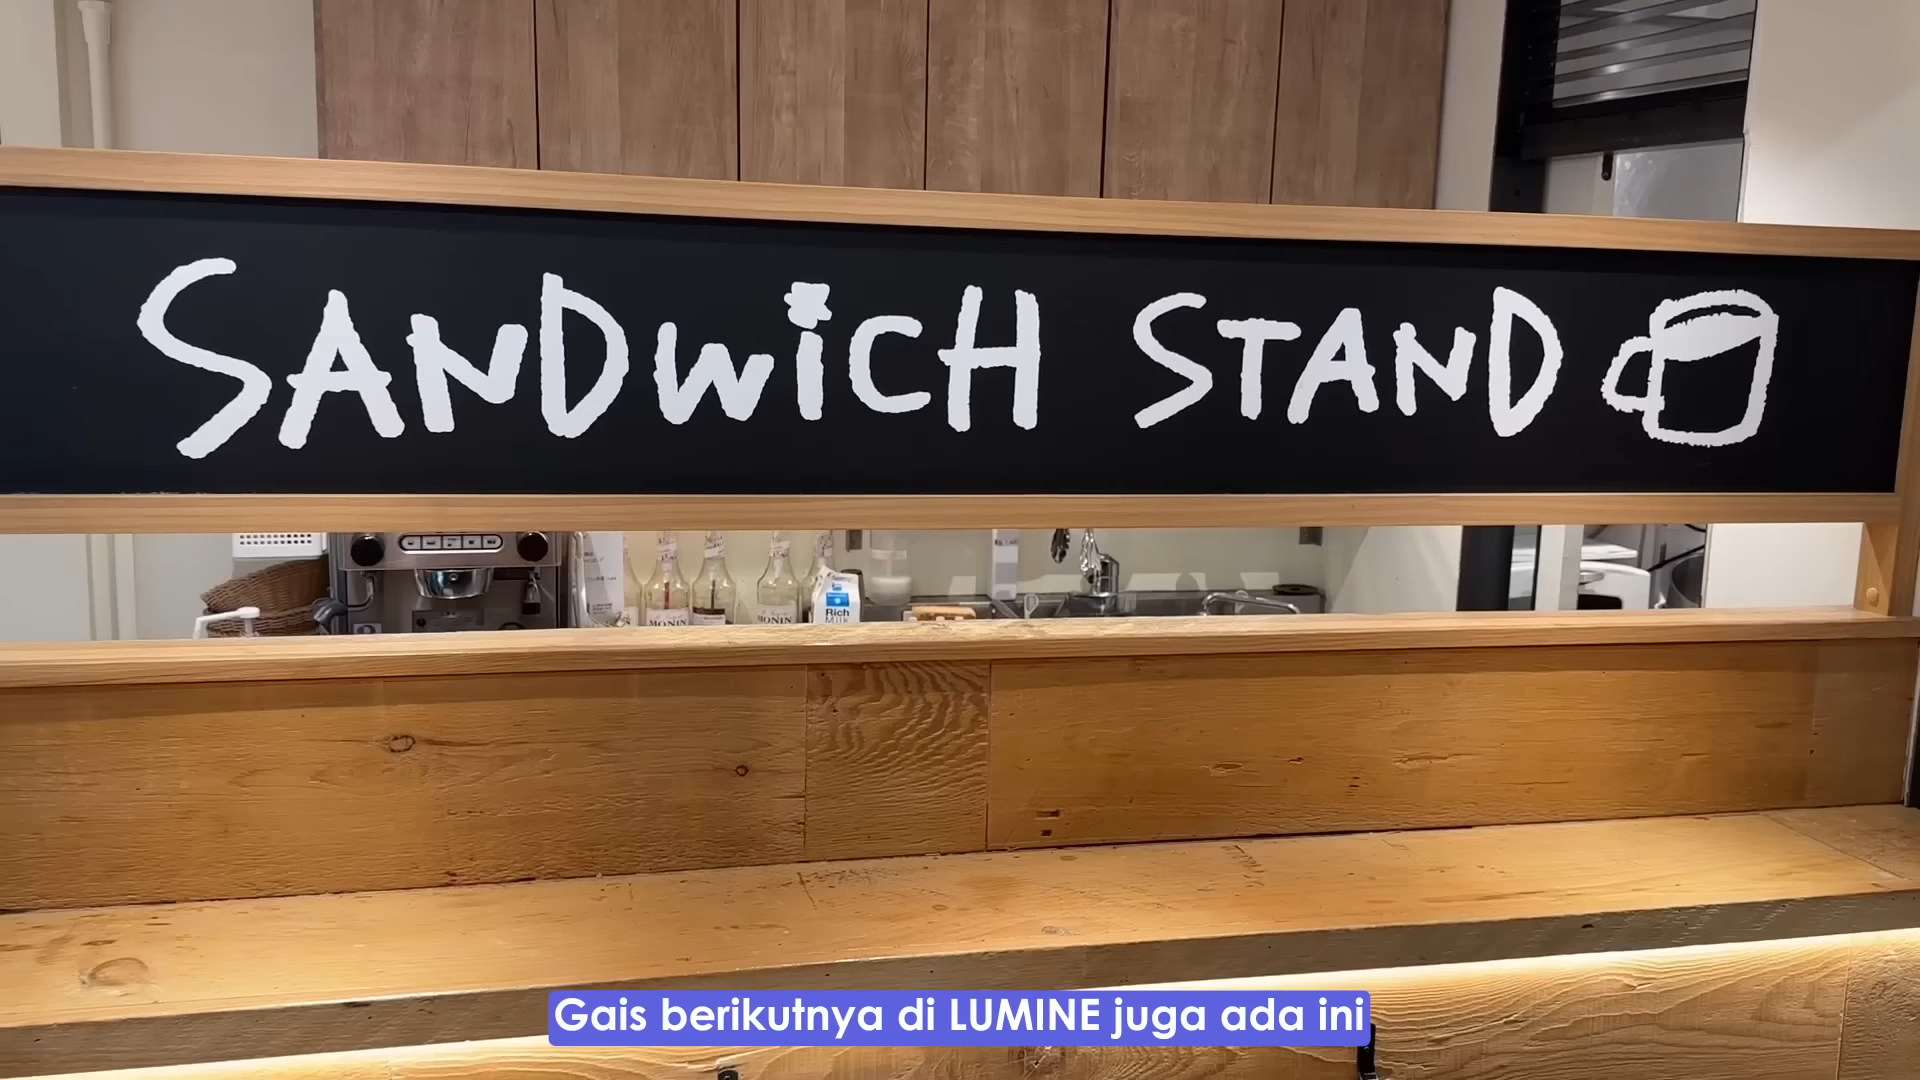 SANDWiCH STAND
MONIN
MONIN
Rich
Gais berikutnya di LUMINE juga ada ini